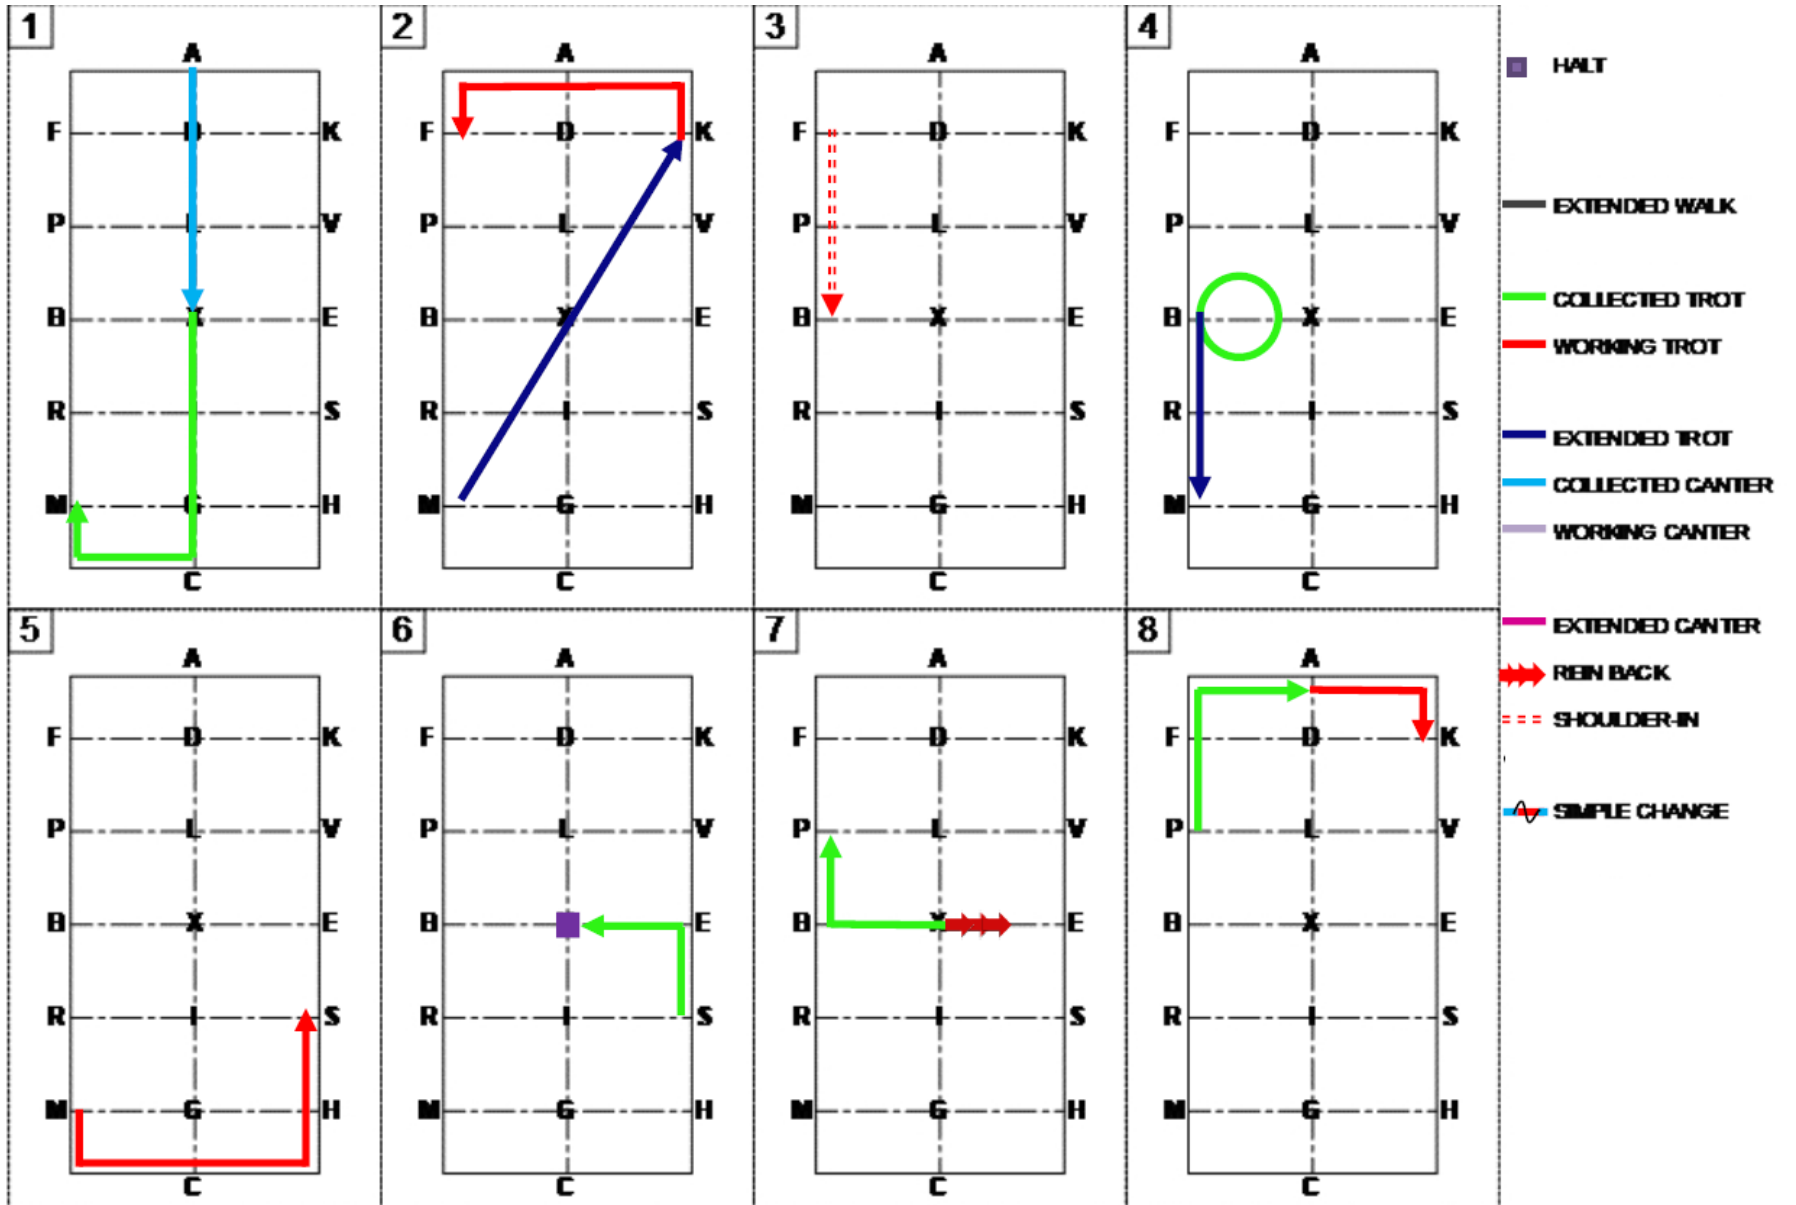 1 2 3 4
A A A A
F D K F D K F D K F D K
P L V P L V P L V P L V
B X E B X E B X E B X E
R I S R I S R I S R I S
M G H M G H M G H M G H
C C C C
5 6 7 8
A A A A
F D K F D K F D K F D K
P L V P L V P L V P L V
B X E B E B X E B X E
R I S R I S R I S R I S
M G H M G H M G H M G H
C C C C
HALT
EXTENDED WALK
COLLECTED TROT
WORKING TROT
EXTENDED TROT
COLLECTED CANTER
WORKING CANTER
EXTENDED CANTER
REIN BACK
SHOULDER-IN
SIMPLE CHANGE